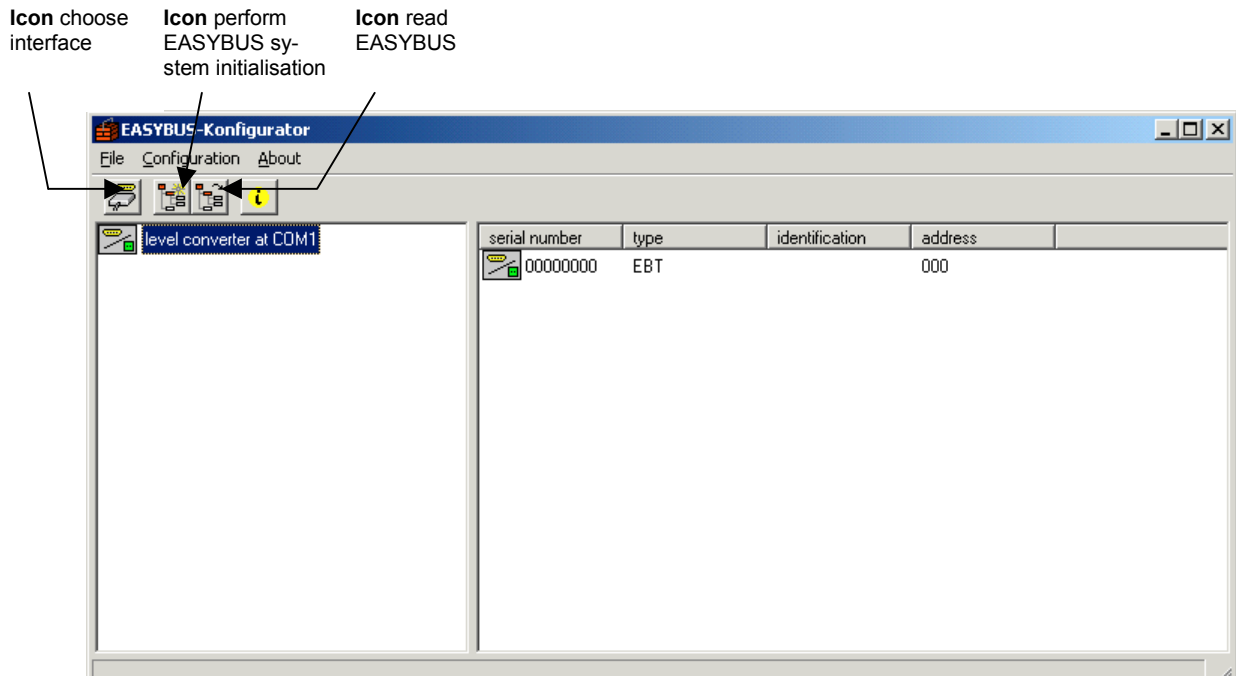 Icon choose
interface
Icon perform
EASYBUS sy-
stem initialisation
Icon read
EASYBUS
EASYBUS-Konfigurator
File Configuration About
level converter at COM1
serial number type identification address
00000000 EBT 000